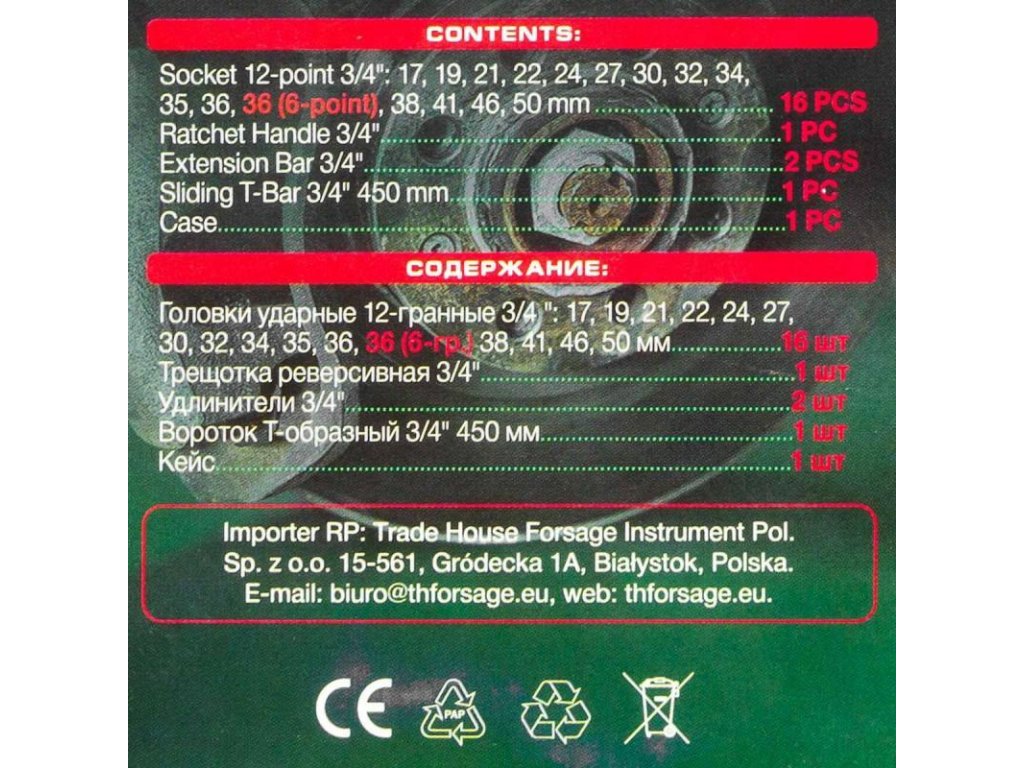 CONTENTS:
Socket 12-point 3/4": 17, 19, 21, 22, 24, 27, 30, 32, 34,
35, 36, 36 (6-point), 38, 41, 46, 50 mm........................ 16 PCS
Ratchet Handle 3/4"........................1 PC
Extension Bar 3/4"........................2 PCS
Sliding T-Bar 3/4" 450 mm........................1 PC
Case........................1 PC
СОДЕРЖАНИЕ:
Головки ударные 12-гранные 3/4 ": 17, 19, 21, 22, 24, 27,
30, 32, 34, 35, 36, 36 (6-гр.) 38, 41, 46, 50 мм........................16 шт
Трещотка реверсивная 3/4"........................1 шт
Удлинители 3/4"........................2 шт
Вороток Т-образный 3/4" 450 мм........................1 шт
Кейс........................1 шт
Importer RP: Trade House Forsage Instrument Pol.
Sp. z o.o. 15-561, Gródecka 1A, Białystok, Polska.
E-mail: biuro@thforsage.eu, web: thforsage.eu.
CE PAP